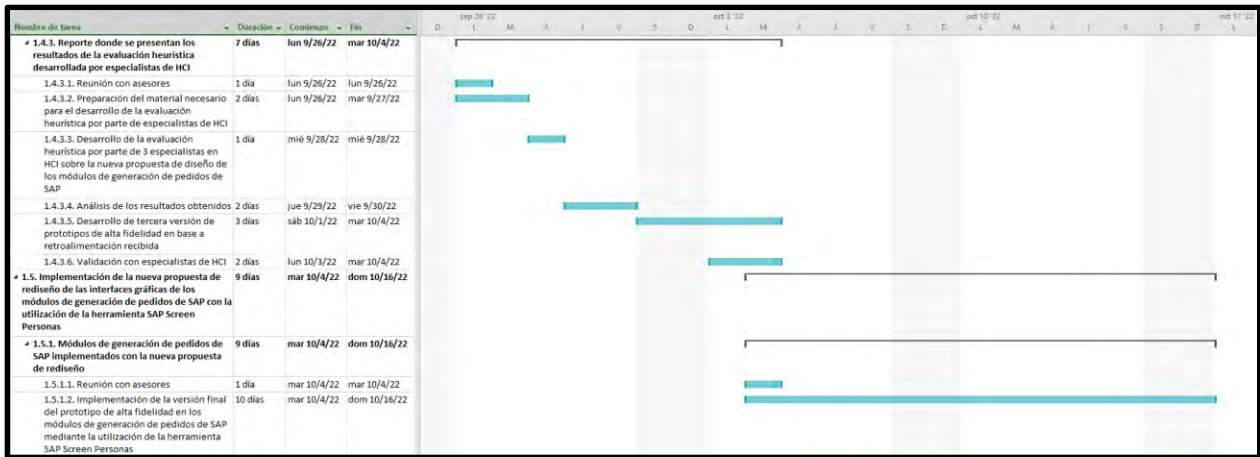 sep 26 '22 oct 3 '22 oct 10 '22 oct 17 '22
Nombre de tarea Duración Comienzo Fin D L M X J V S D L M X J V S D L M X J V S D L
1.4.3. Reporte donde se presentan los 7 días lun 9/26/22 mar 10/4/22
resultados de la evaluación heurística
desarrollada por especialistas de HCI
1.4.3.1. Reunión con asesores 1 día lun 9/26/22 lun 9/26/22
1.4.3.2. Preparación del material necesario 2 días lun 9/26/22 mar 9/27/22
para el desarrollo de la evaluación
heurística por parte de especialistas de HCI
1.4.3.3. Desarrollo de la evaluación 1 día mié 9/28/22 mié 9/28/22
heurística por parte de 3 especialistas en
HCI sobre la nueva propuesta de diseño de
los módulos de generación de pedidos de
SAP
1.4.3.4. Análisis de los resultados obtenidos 2 días jue 9/29/22 vie 9/30/22
1.4.3.5. Desarrollo de tercera versión de 3 días sáb 10/1/22 mar 10/4/22
prototipos de alta fidelidad en base a
retroalimentación recibida
1.4.3.6. Validación con especialistas de HCI 2 días lun 10/3/22 mar 10/4/22
1.5. Implementación de la nueva propuesta de 9 días mar 10/4/22 dom 10/16/22
rediseño de las interfaces gráficas de los
módulos de generación de pedidos de SAP con la
utilización de la herramienta SAP Screen
Personas
1.5.1. Módulos de generación de pedidos de 9 días mar 10/4/22 dom 10/16/22
SAP implementados con la nueva propuesta
de rediseño
1.5.1.1. Reunión con asesores 1 día mar 10/4/22 mar 10/4/22
1.5.1.2. Implementación de la versión final 10 días mar 10/4/22 dom 10/16/22
del prototipo de alta fidelidad en los
módulos de generación de pedidos de SAP
mediante la utilización de la herramienta
SAP Screen Personas